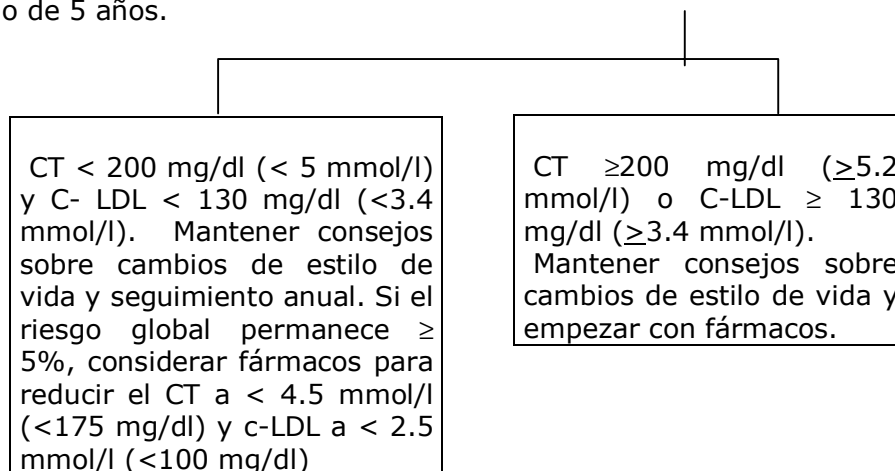 o de 5 años.
CT < 200 mg/dl (< 5 mmol/l)
y C- LDL < 130 mg/dl (<3.4
mmol/l). Mantener consejos
sobre cambios de estilo de
vida y seguimiento anual. Si el
riesgo global permanece ≥
5%, considerar fármacos para
reducir el CT a < 4.5 mmol/l
(<175 mg/dl) y c-LDL a < 2.5
mmol/l (<100 mg/dl)
CT ≥200 mg/dl (≥5.2
mmol/l) o C-LDL ≥ 130
mg/dl (≥3.4 mmol/l).
Mantener consejos sobre
cambios de estilo de vida y
empezar con fármacos.